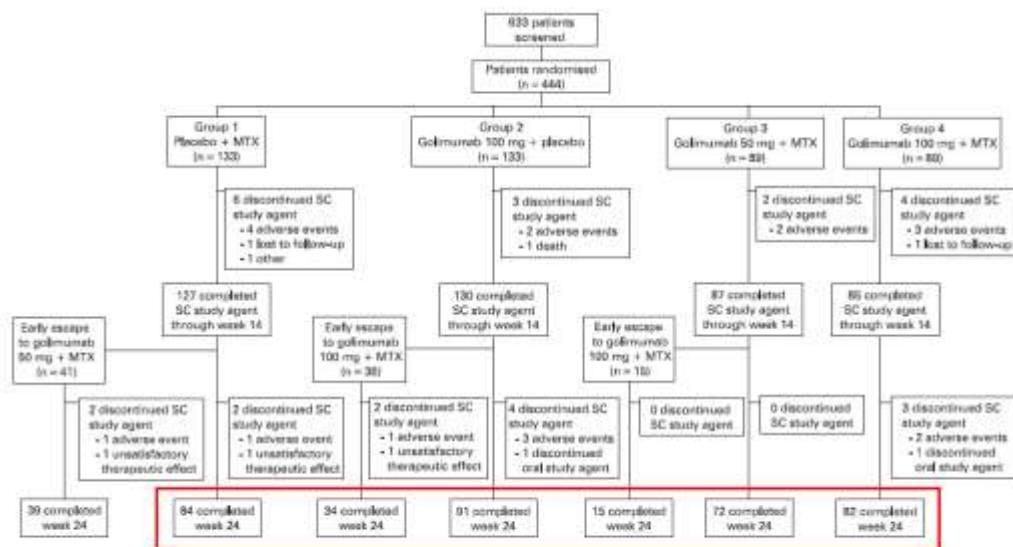 633 patients
screened
Patients randomised
(n = 444)
Group 1
Placebo + MTX
(n = 133)
Group 2
Golimumab 100 mg + placebo
(n = 133)
Group 3
Golimumab 50 mg + MTX
(n = 89)
Group 4
Golimumab 100 mg + MTX
(n = 89)
6 discontinued SC
study agent
- 4 adverse events
- 1 lost to follow-up
- 1 other
3 discontinued SC
study agent
- 2 adverse events
- 1 death
2 discontinued SC
study agent
- 2 adverse events
4 discontinued SC
study agent
- 3 adverse events
- 1 lost to follow-up
127 completed
SC study agent
through week 14
130 completed
SC study agent
through week 14
87 completed
SC study agent
through week 14
85 completed
SC study agent
through week 14
Early escape
to golimumab
50 mg + MTX
(n = 41)
Early escape
to golimumab
100 mg + MTX
Early escape
to golimumab
100 mg + MTX
(n = 15)
2 discontinued SC
study agent
- 1 adverse event
- 1 unsatisfactory
therapeutic effect
2 discontinued SC
study agent
- 1 adverse event
- 1 unsatisfactory
therapeutic effect
2 discontinued SC
study agent
- 1 adverse event
- 1 unsatisfactory
therapeutic effect
4 discontinued SC
study agent
- 3 adverse events
- 1 discontinued
oral study agent
0 discontinued
SC study agent
0 discontinued
SC study agent
3 discontinued SC
study agent
- 2 adverse events
- 1 discontinued
oral study agent
39 completed
week 24
84 completed
week 24
34 completed
week 24
91 completed
week 24
15 completed
week 24
72 completed
week 24
82 completed
week 24